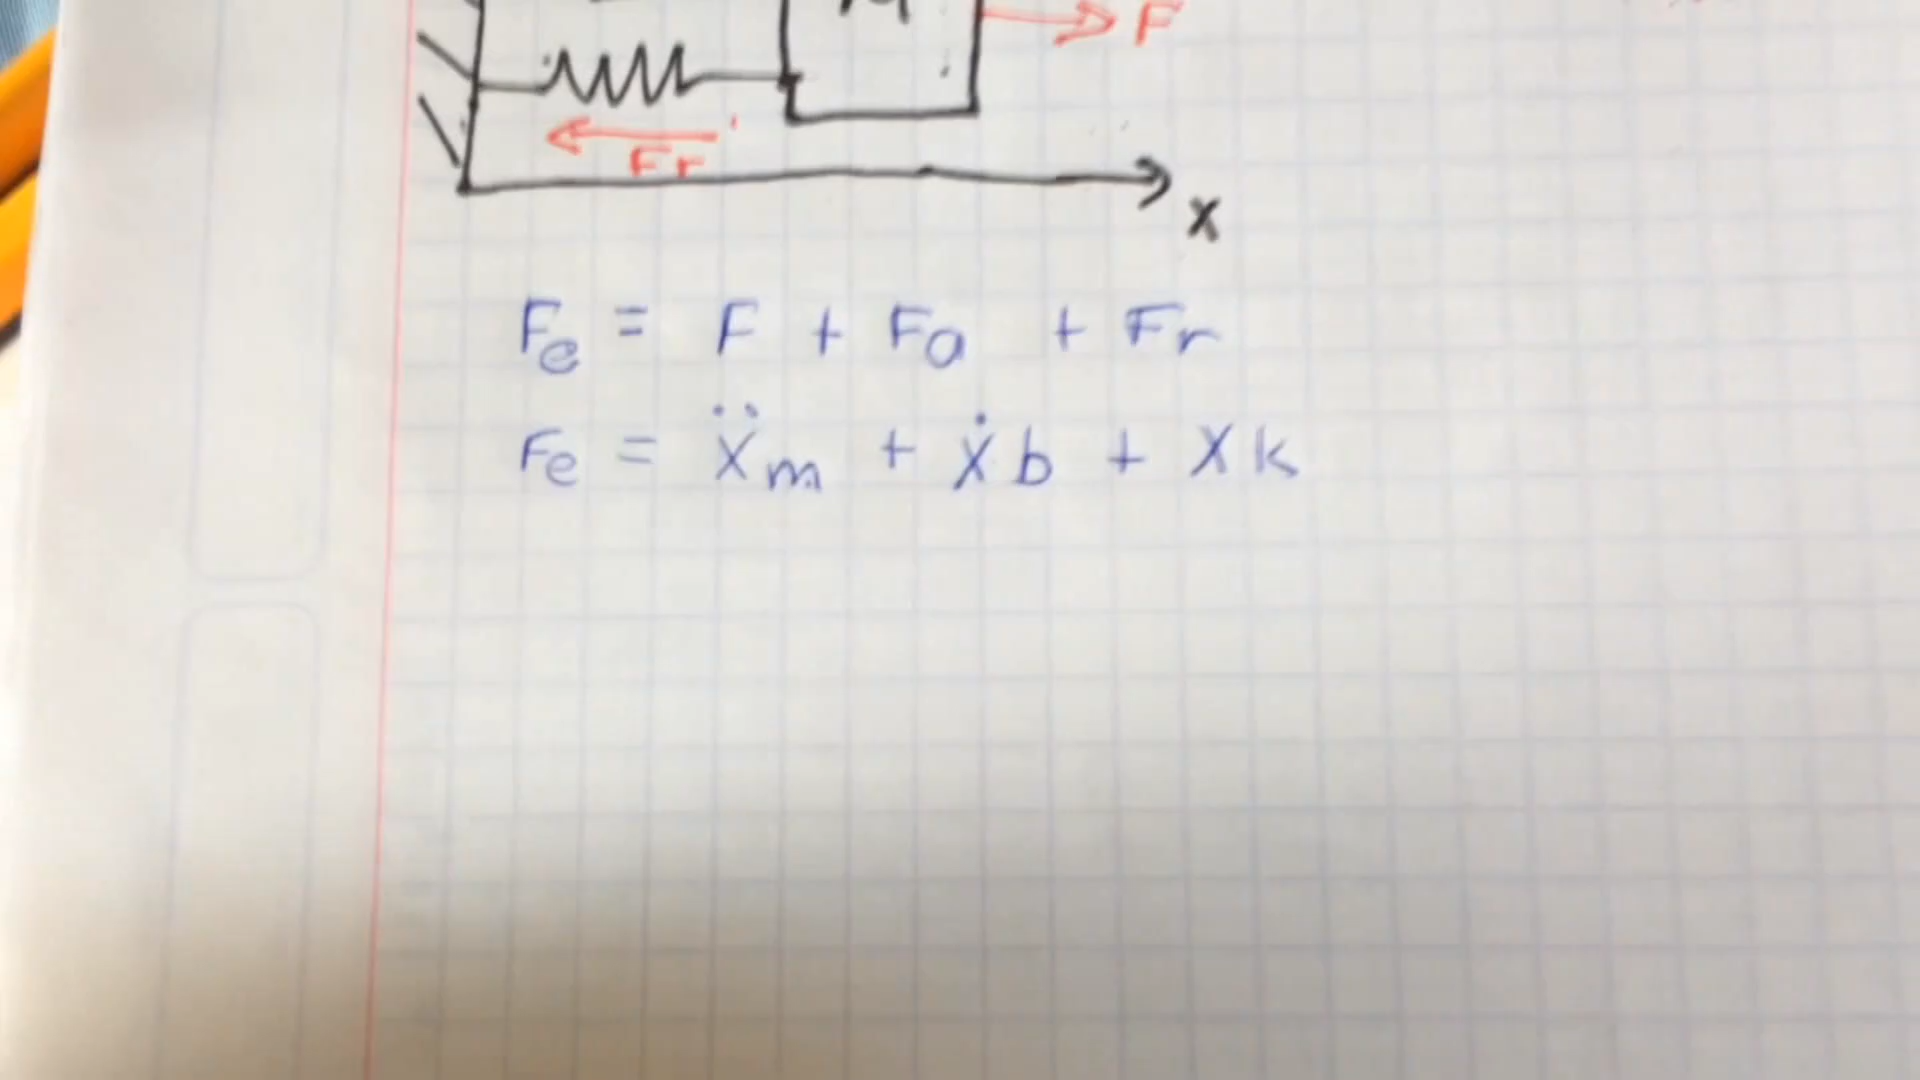 M
F
Fr
x
Fe = F + Fa + Fr
Fe = ẍm + ẋb + xk